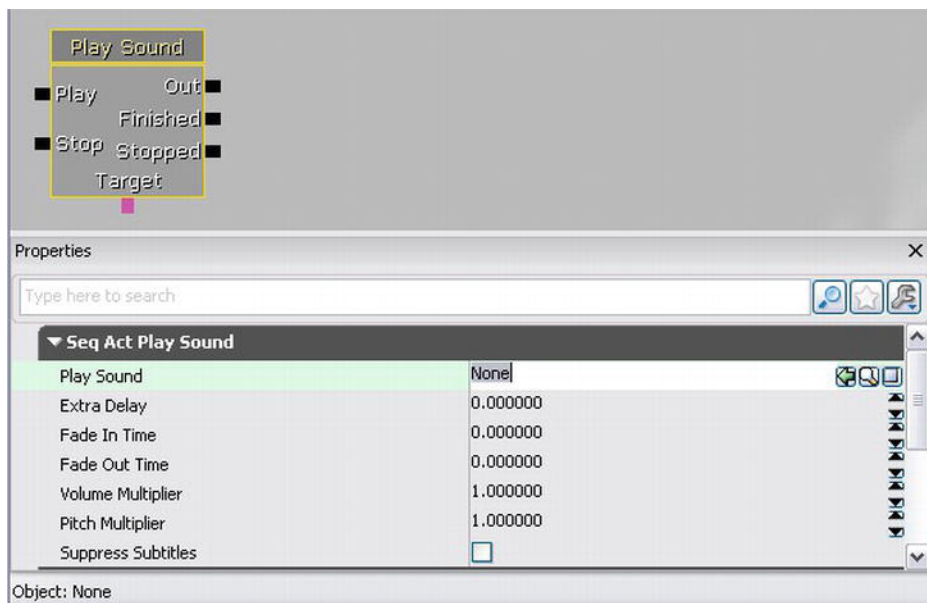 Play Sound
Play Out
Finished
Stop Stopped
Target
Properties
Type here to search
Seq Act Play Sound
Play Sound None
Extra Delay 0.000000
Fade In Time 0.000000
Fade Out Time 0.000000
Volume Multiplier 1.000000
Pitch Multiplier 1.000000
Suppress Subtitles
Object: None